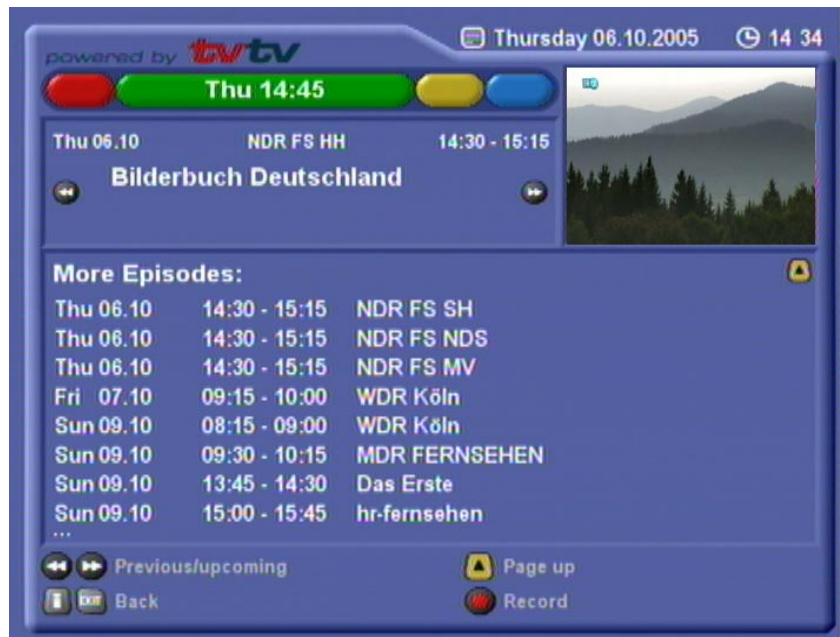 powered by tvtv
Thursday 06.10.2005
14 34
Thu 14:45
Thu 06.10 NDR FS HH 14:30 - 15:15
Bilderbuch Deutschland
More Episodes:
Thu 06.10 14:30 - 15:15 NDR FS SH
Thu 06.10 14:30 - 15:15 NDR FS NDS
Thu 06.10 14:30 - 15:15 NDR FS MV
Fri 07.10 09:15 - 10:00 WDR Köln
Sun 09.10 08:15 - 09:00 WDR Köln
Sun 09.10 09:30 - 10:15 MDR FERNSEHEN
Sun 09.10 13:45 - 14:30 Das Erste
Sun 09.10 15:00 - 15:45 hr-fernsehen
...
Previous/upcoming
Page up
i EXIT Back
Record